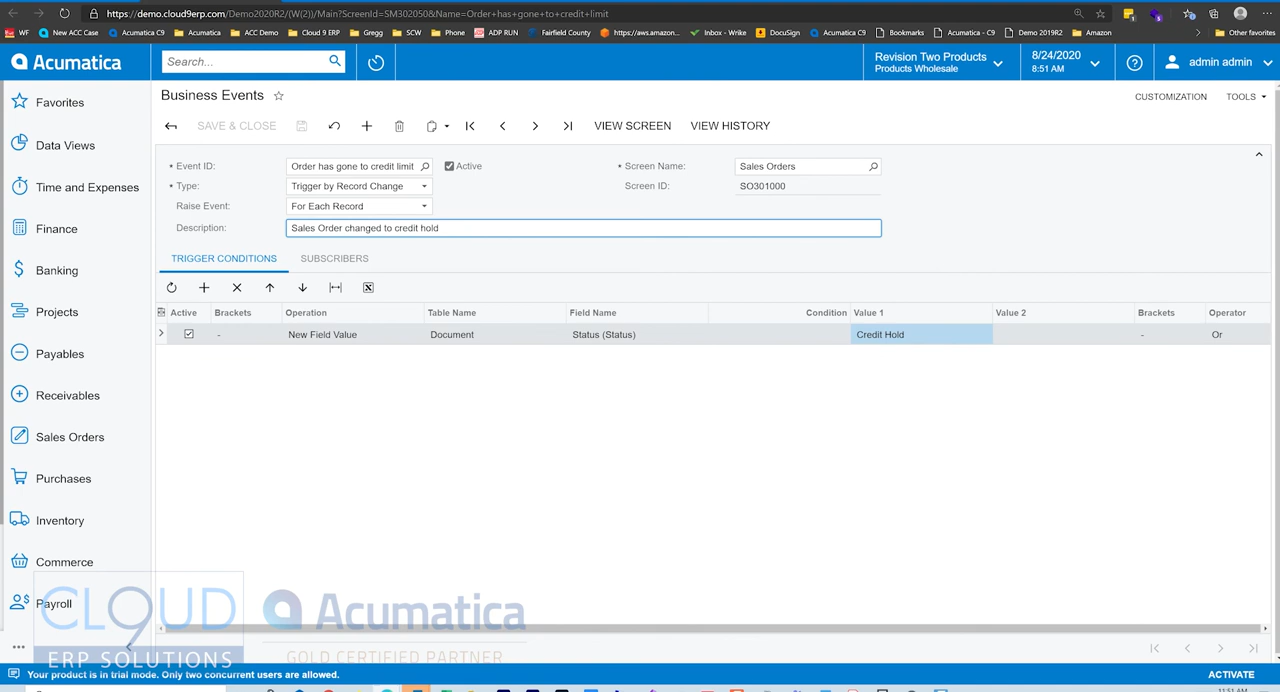 https://demo.cloud9erp.com/Demo2020R2/(W(2))/Main?ScreenId=SM302050&Name=Order+has+gone+to+credit+limit
WF New ACC Case Acumatica C9 Acumatica ACC Demo Cloud 9 ERP Gregg SCW Phone ADP RUN Fairfield County https://aws.amazon... Inbox - Wrike DocuSign Acumatica C9 Bookmarks Acumatica - C9 Demo 2019R2 Amazon Other favorites
Acumatica Search... Revision Two Products
Products Wholesale
8/24/2020
8:51 AM
admin admin
Favorites
Data Views
Time and Expenses
Finance
Banking
Projects
Payables
Receivables
Sales Orders
Purchases
Inventory
Commerce
Payroll
Business Events
CUSTOMIZATION TOOLS
SAVE & CLOSE VIEW SCREEN VIEW HISTORY
* Event ID: Order has gone to credit limit Active * Screen Name: Sales Orders
* Type: Trigger by Record Change Screen ID: SO301000
Raise Event: For Each Record
Description: Sales Order changed to credit hold
TRIGGER CONDITIONS SUBSCRIBERS
Active Brackets Operation Table Name Field Name Condition Value 1 Value 2 Brackets Operator
- New Field Value Document Status (Status) Credit Hold - Or
CL9UD
ERP SOLUTIONS
Acumatica
GOLD CERTIFIED PARTNER
Your product is in trial mode. Only two concurrent users are allowed. ACTIVATE
11:51 AM